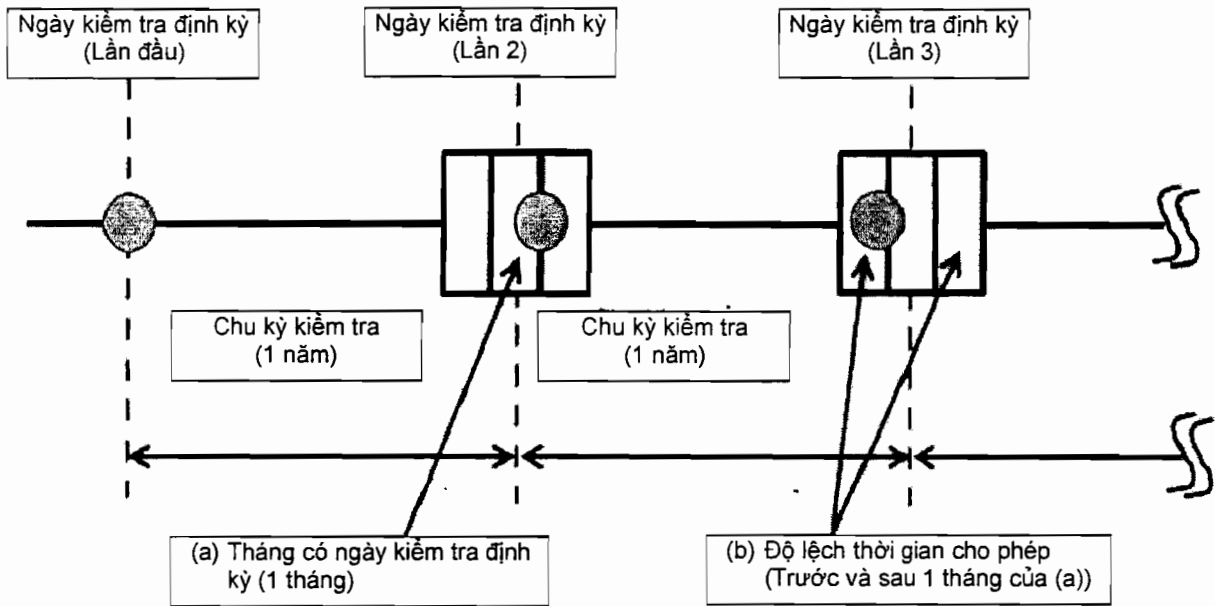 Ngày kiểm tra định kỳ
(Lần đầu)
Ngày kiểm tra định kỳ
(Lần 2)
Ngày kiểm tra định kỳ
(Lần 3)
Chu kỳ kiểm tra
(1 năm)
Chu kỳ kiểm tra
(1 năm)
(a) Tháng có ngày kiểm tra định
kỳ (1 tháng)
(b) Độ lệch thời gian cho phép
(Trước và sau 1 tháng của (a))